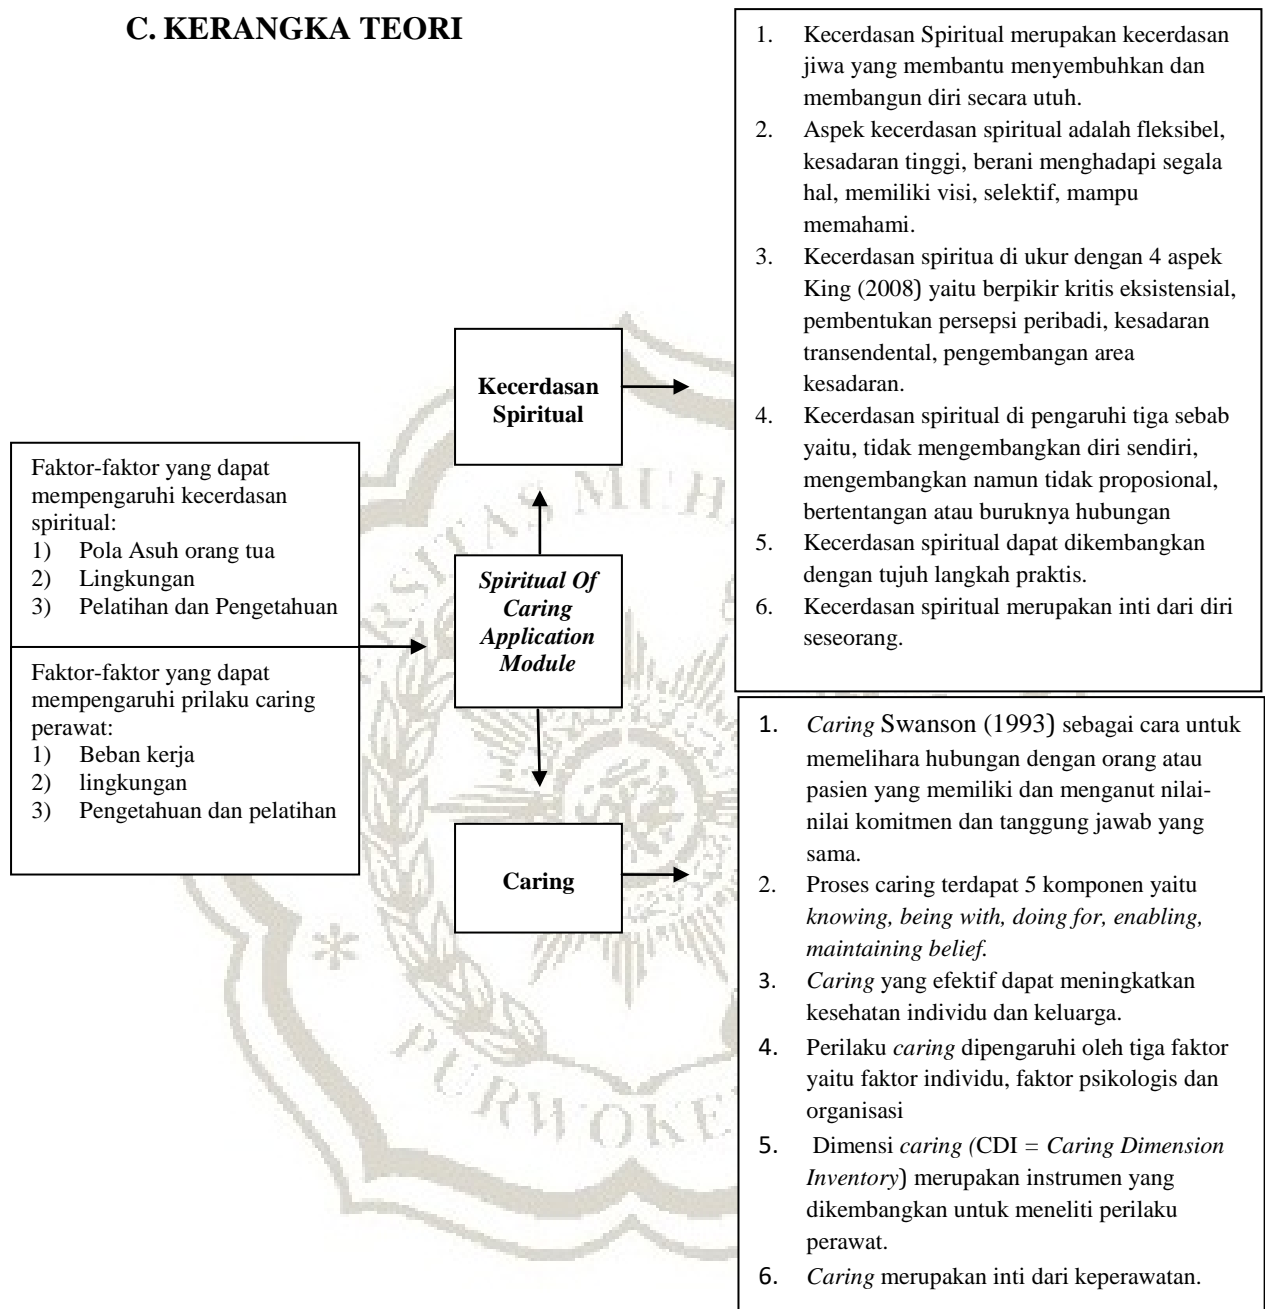 C. KERANGKA TEORI
Faktor-faktor yang dapat
mempengaruhi kecerdasan
spiritual:
1) Pola Asuh orang tua
2) Lingkungan
3) Pelatihan dan Pengetahuan
Faktor-faktor yang dapat
mempengaruhi prilaku caring
perawat:
1) Beban kerja
2) lingkungan
3) Pengetahuan dan pelatihan
Kecerdasan
Spiritual
Spiritual Of
Caring
Application
Module
Caring
1. Kecerdasan Spiritual merupakan kecerdasan
jiwa yang membantu menyembuhkan dan
membangun diri secara utuh.
2. Aspek kecerdasan spiritual adalah fleksibel,
kesadaran tinggi, berani menghadapi segala
hal, memiliki visi, selektif, mampu
memahami.
3. Kecerdasan spiritua di ukur dengan 4 aspek
King (2008) yaitu berpikir kritis eksistensial,
pembentukan persepsi peribadi, kesadaran
transendental, pengembangan area
kesadaran.
4. Kecerdasan spiritual di pengaruhi tiga sebab
yaitu, tidak mengembangkan diri sendiri,
mengembangkan namun tidak proposional,
bertentangan atau buruknya hubungan
5. Kecerdasan spiritual dapat dikembangkan
dengan tujuh langkah praktis.
6. Kecerdasan spiritual merupakan inti dari diri
seseorang.
1. Caring Swanson (1993) sebagai cara untuk
memelihara hubungan dengan orang atau
pasien yang memiliki dan menganut nilai-
nilai komitmen dan tanggung jawab yang
sama.
2. Proses caring terdapat 5 komponen yaitu
knowing, being with, doing for, enabling,
maintaining belief.
3. Caring yang efektif dapat meningkatkan
kesehatan individu dan keluarga.
4. Perilaku caring dipengaruhi oleh tiga faktor
yaitu faktor individu, faktor psikologis dan
organisasi
5. Dimensi caring (CDI = Caring Dimension
Inventory) merupakan instrumen yang
dikembangkan untuk meneliti perilaku
perawat.
6. Caring merupakan inti dari keperawatan.